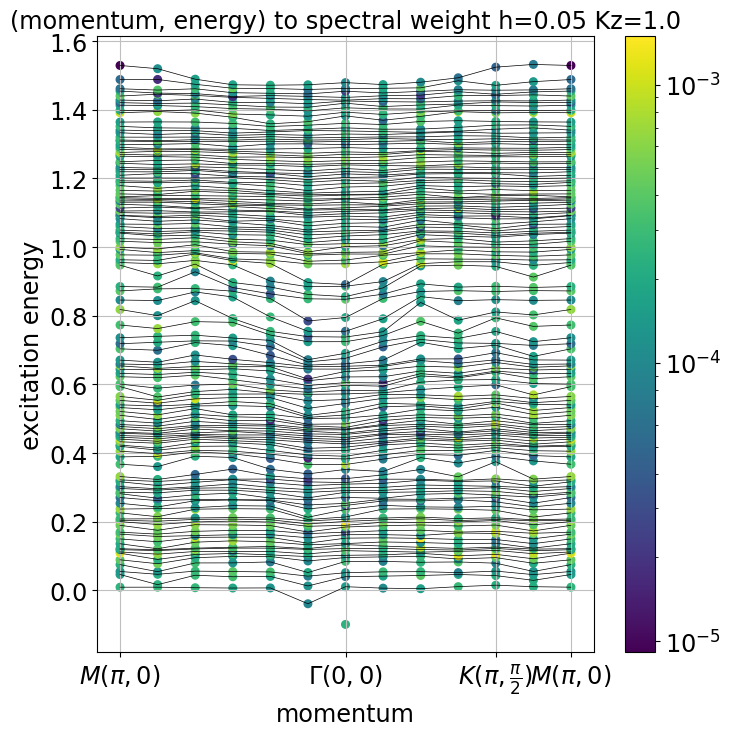 (momentum, energy) to spectral weight h=0.05 Kz=1.0
excitation energy
1.6
1.4
1.2
1.0
0.8
0.6
0.4
0.2
0.0
M(π, 0)
Γ(0, 0)
K(π, π/2)
M(π, 0)
momentum
10⁻³
10⁻⁴
10⁻⁵